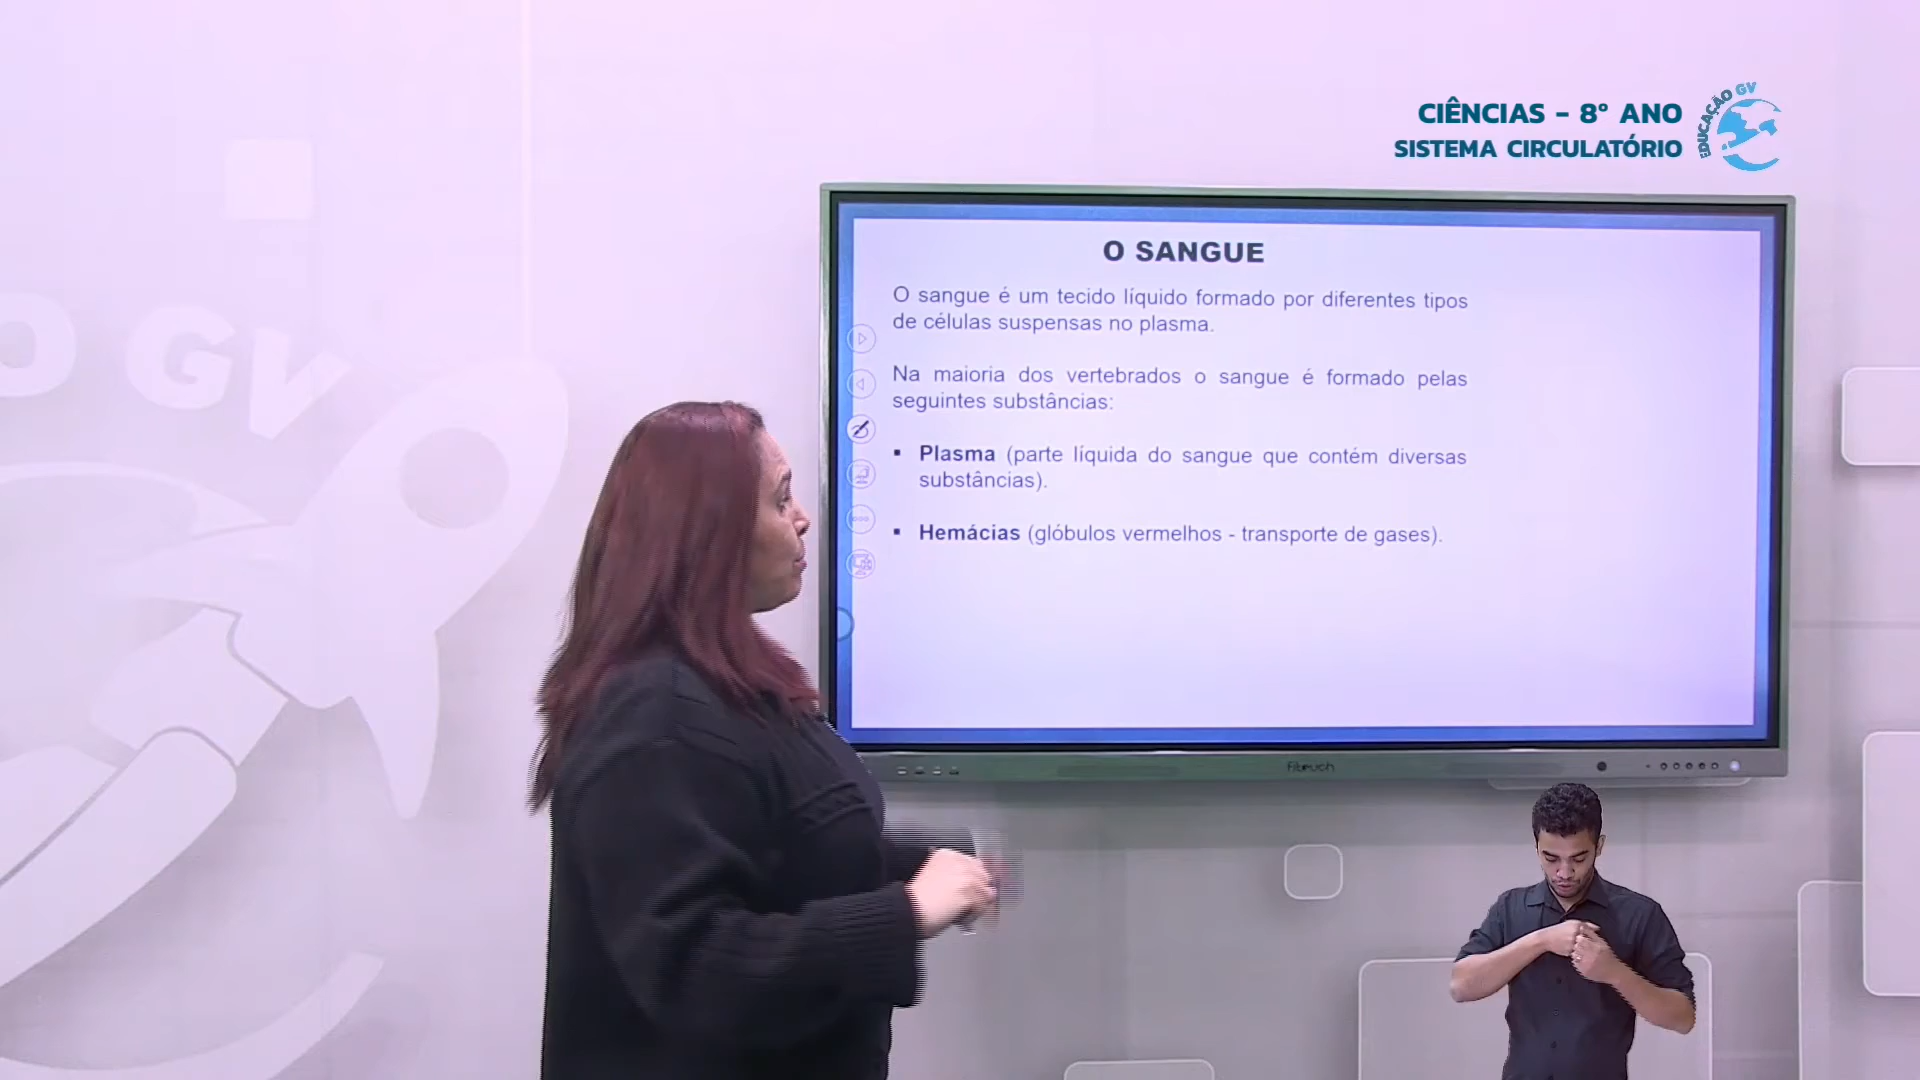 CIÊNCIAS - 8º ANO
SISTEMA CIRCULATÓRIO
EDUCAÇÃO GV
O SANGUE
O sangue é um tecido líquido formado por diferentes tipos
de células suspensas no plasma.
Na maioria dos vertebrados o sangue é formado pelas
seguintes substâncias:
▪ Plasma (parte líquida do sangue que contém diversas
substâncias).
▪ Hemácias (glóbulos vermelhos - transporte de gases).
O GV